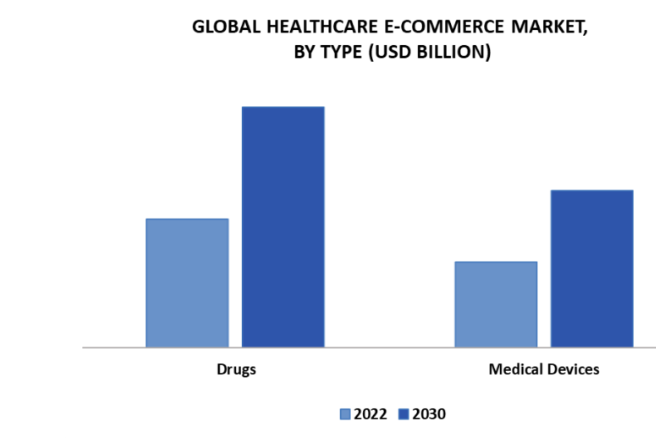 GLOBAL HEALTHCARE E-COMMERCE MARKET,
BY TYPE (USD BILLION)
Drugs
Medical Devices
2022 2030